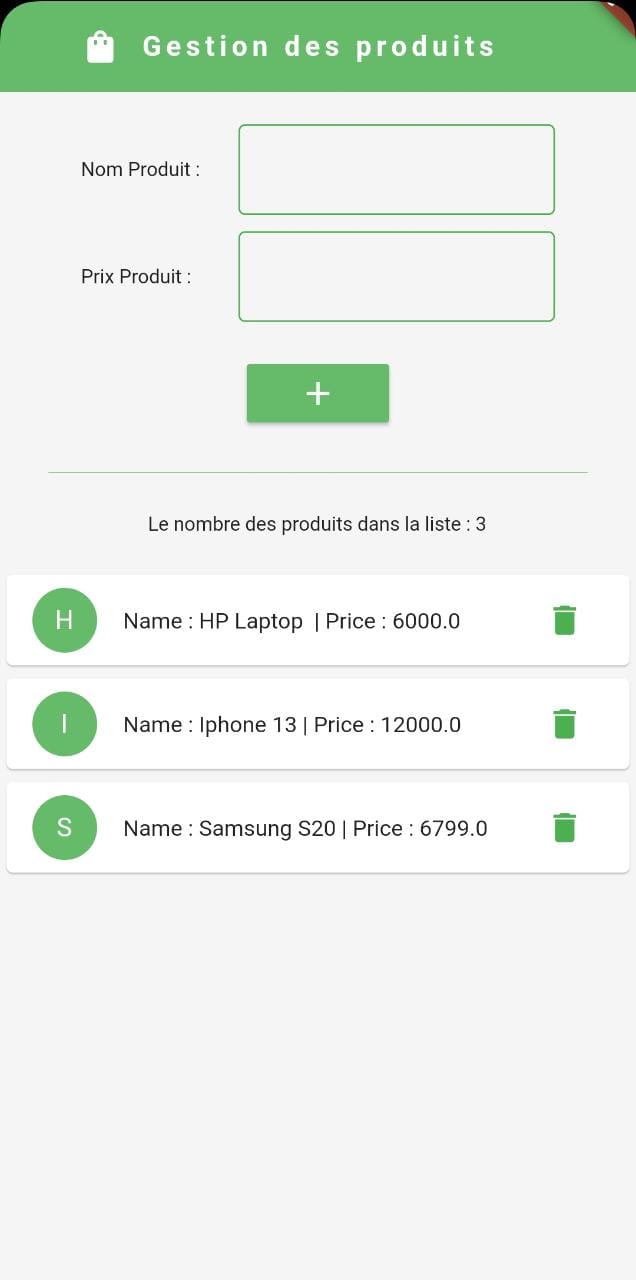 Gestion des produits
Nom Produit :
Prix Produit :
Le nombre des produits dans la liste : 3
H
Name : HP Laptop  | Price : 6000.0
I
Name : Iphone 13 | Price : 12000.0
S
Name : Samsung S20 | Price : 6799.0